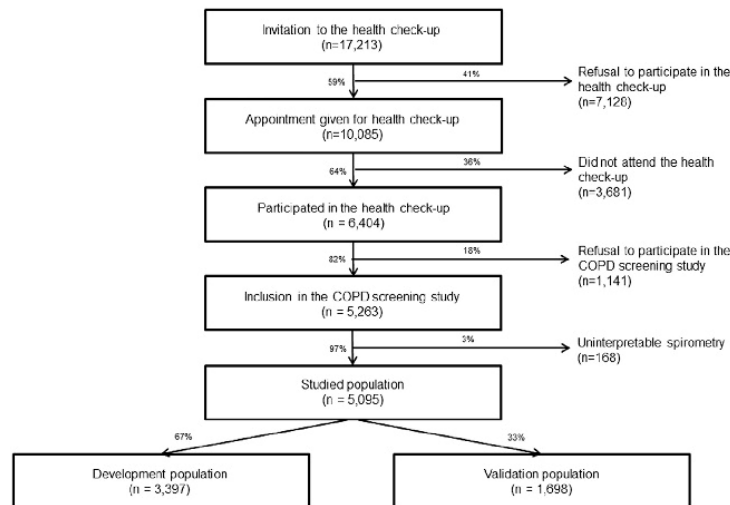 Invitation to the health check-up
(n=17,213)
41%
59%
Refusal to participate in the
health check-up
(n=7,128)
Appointment given for health check-up
(n=10,085)
36%
64%
Did not attend the health
check-up
(n=3,681)
Participated in the health check-up
(n = 6,404)
18%
82%
Refusal to participate in the
COPD screening study
(n=1,141)
Inclusion in the COPD screening study
(n = 5,263)
3%
97%
Uninterpretable spirometry
(n=168)
Studied population
(n = 5,095)
67%
33%
Development population
(n = 3,397)
Validation population
(n = 1,698)